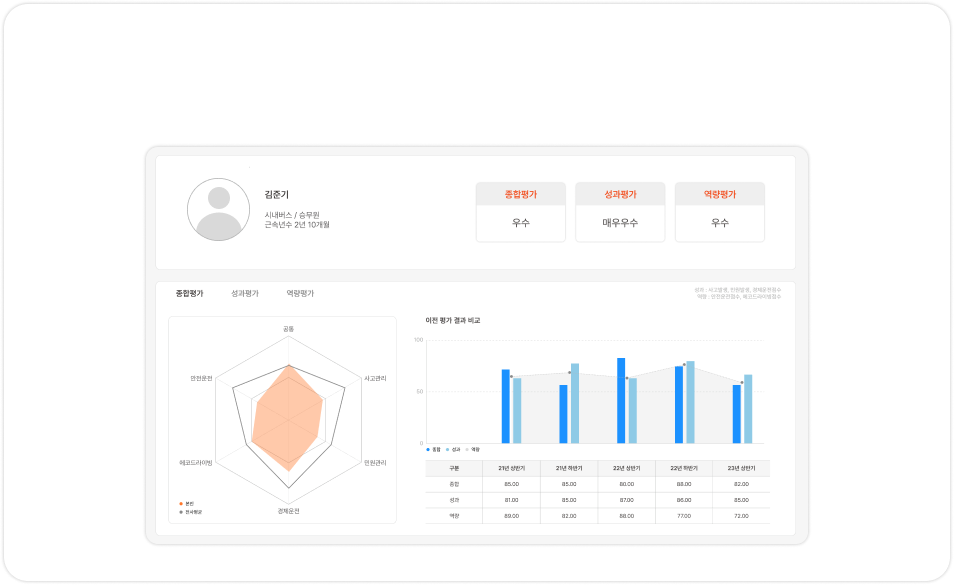 김준기
시내버스 / 승무원
근속년수 2년 10개월
종합평가 성과평가 역량평가
우수 매우우수 우수
종합평가 성과평가 역량평가
성과 : 사고발생, 민원발생, 경제운전점수
역량 : 안전운전점수, 에코드라이빙점수
공통
안전운전
사고관리
에코드라이빙
민원관리
경제운전
본인
전사평균
이전 평가 결과 비교
100
50
0
종합 성과 역량
구분 21년 상반기 21년 하반기 22년 상반기 22년 하반기 23년 상반기
종합 85.00 85.00 80.00 88.00 82.00
성과 81.00 85.00 87.00 86.00 85.00
역량 89.00 82.00 88.00 77.00 72.00